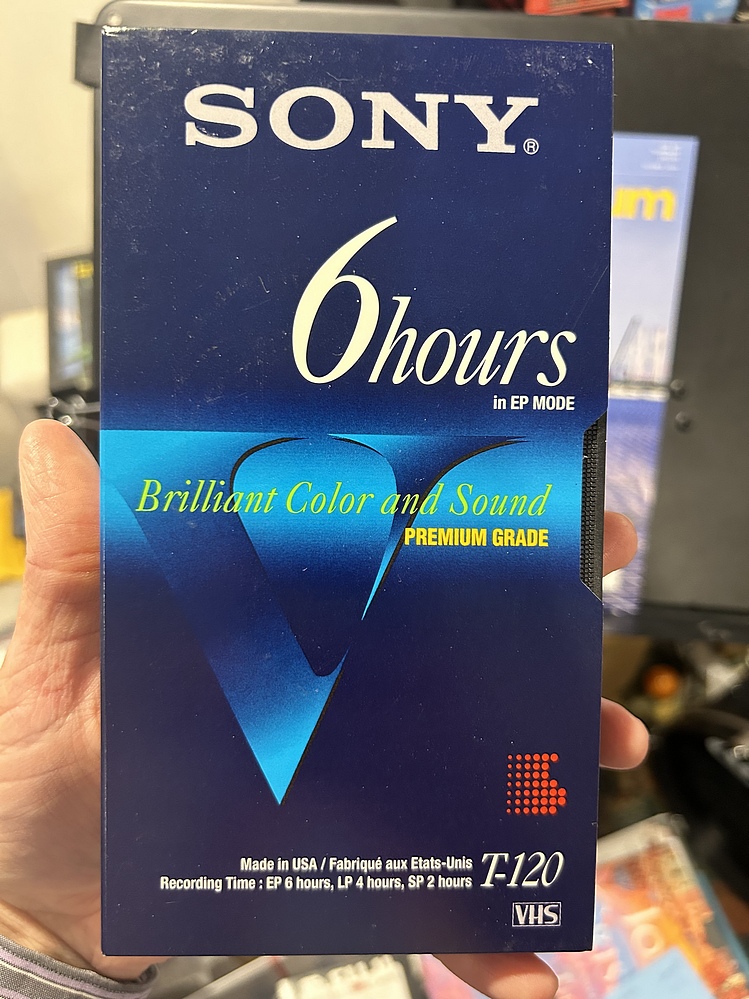 SONY®
6 hours
in EP MODE
Brilliant Color and Sound
PREMIUM GRADE
Made in USA / Fabriqué aux Etats-Unis
Recording Time : EP 6 hours, LP 4 hours, SP 2 hours
T-120
VHS